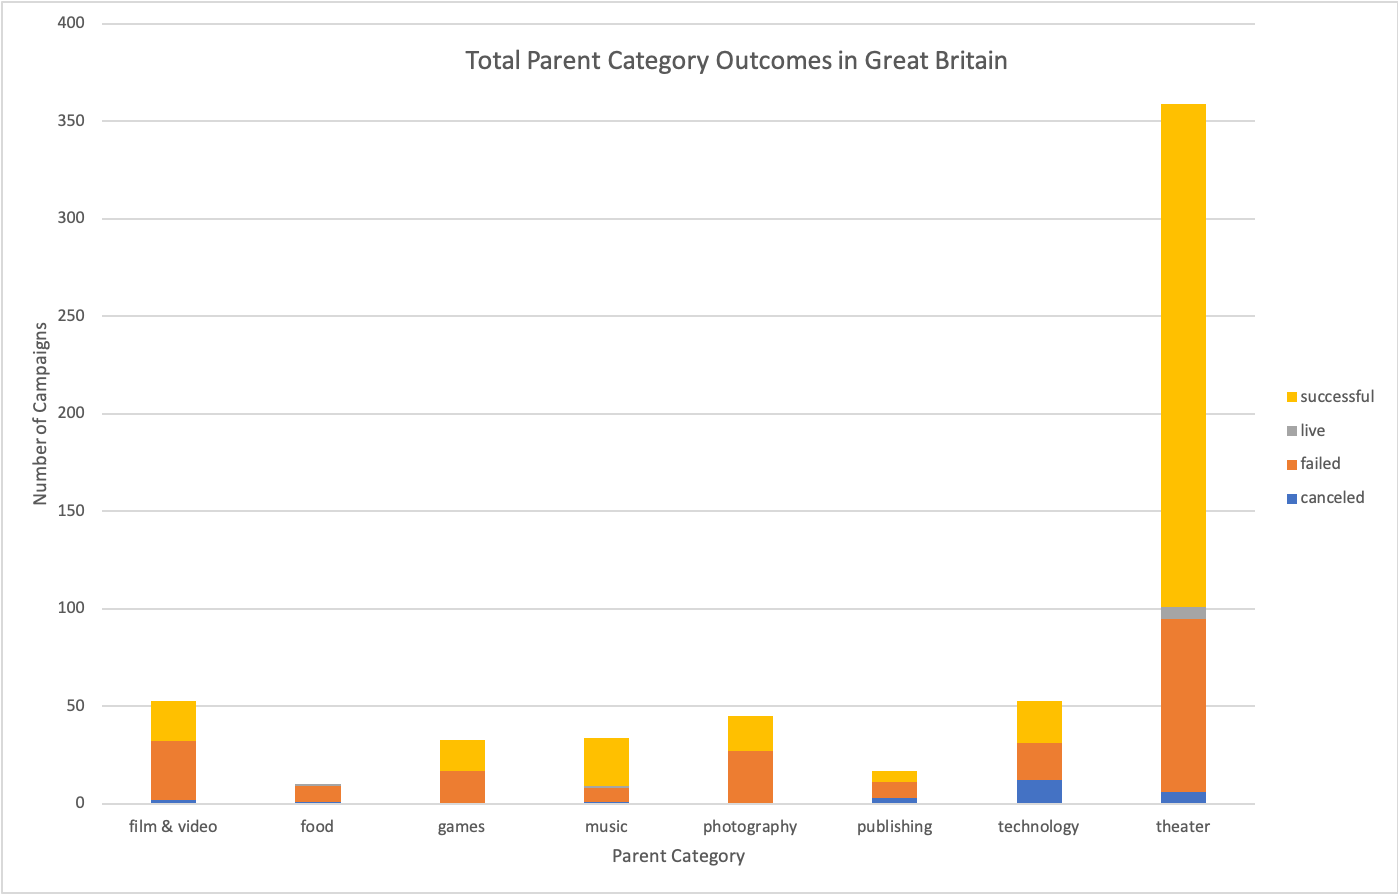 Total Parent Category Outcomes in Great Britain
400
350
300
250
200
150
100
50
0
Number of Campaigns
film & video
food
games
music
photography
publishing
technology
theater
Parent Category
successful
live
failed
canceled